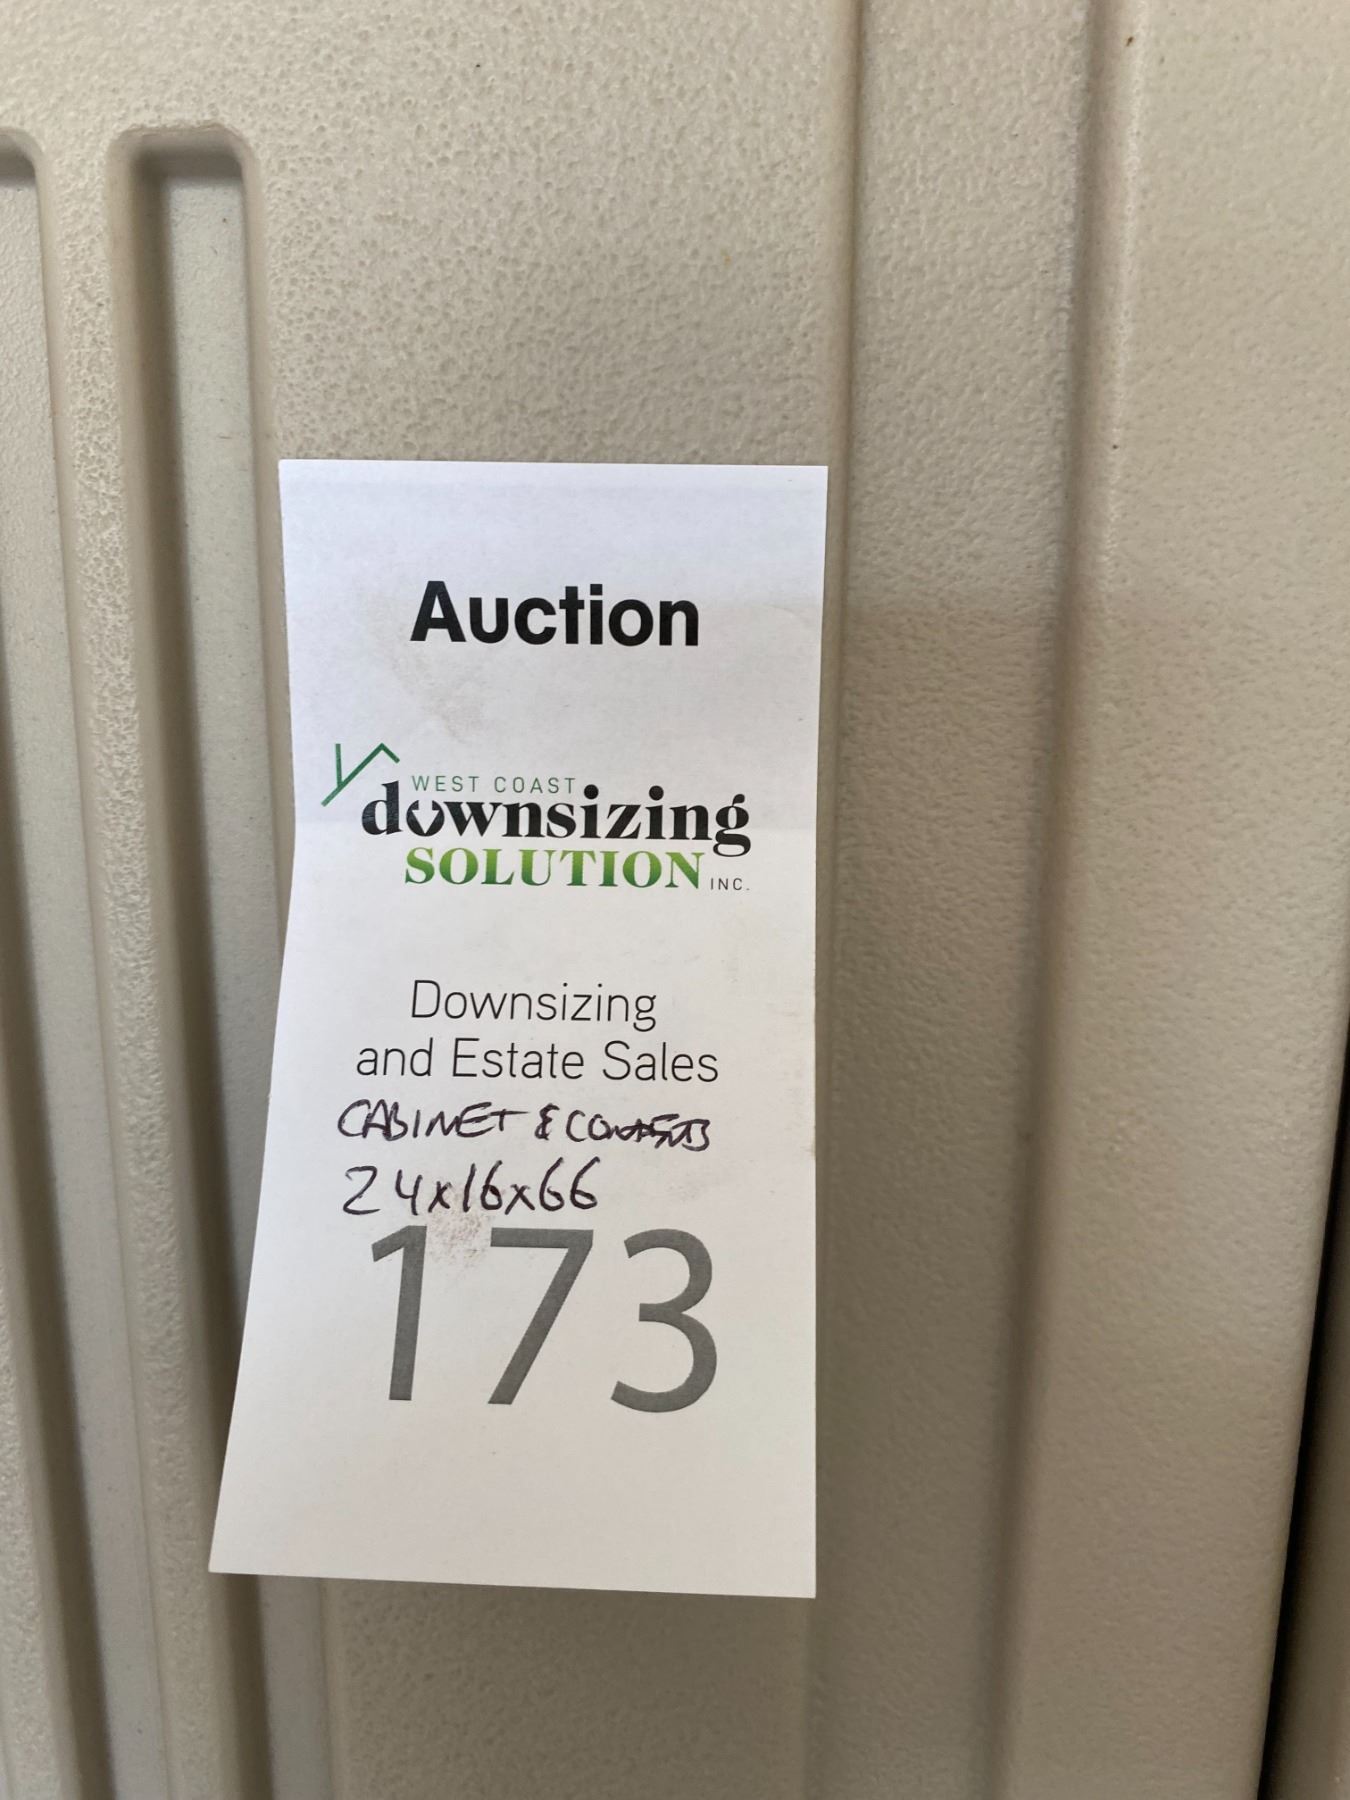 Auction
WEST COAST
downsizing
SOLUTION INC.
Downsizing
and Estate Sales
CABINET & CONTENTS
24x16x66
173